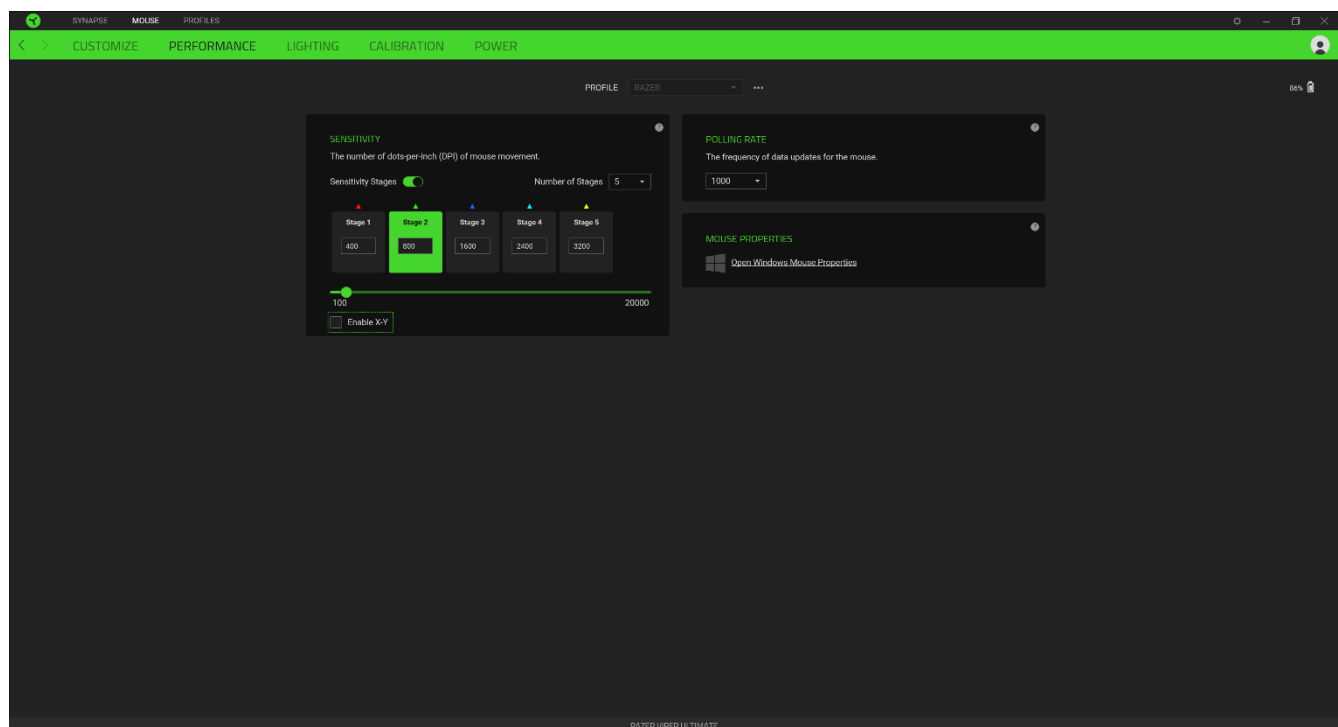 SYNAPSE MOUSE PROFILES
CUSTOMIZE PERFORMANCE LIGHTING CALIBRATION POWER
PROFILE RAZER
86%
SENSITIVITY
The number of dots-per-inch (DPI) of mouse movement.
Sensitivity Stages Number of Stages 5
Stage 1 Stage 2 Stage 3 Stage 4 Stage 5
400 800 1600 2400 3200
100 20000
Enable X-Y
POLLING RATE
The frequency of data updates for the mouse.
1000
MOUSE PROPERTIES
Open Windows Mouse Properties
RAZER VIPER ULTIMATE